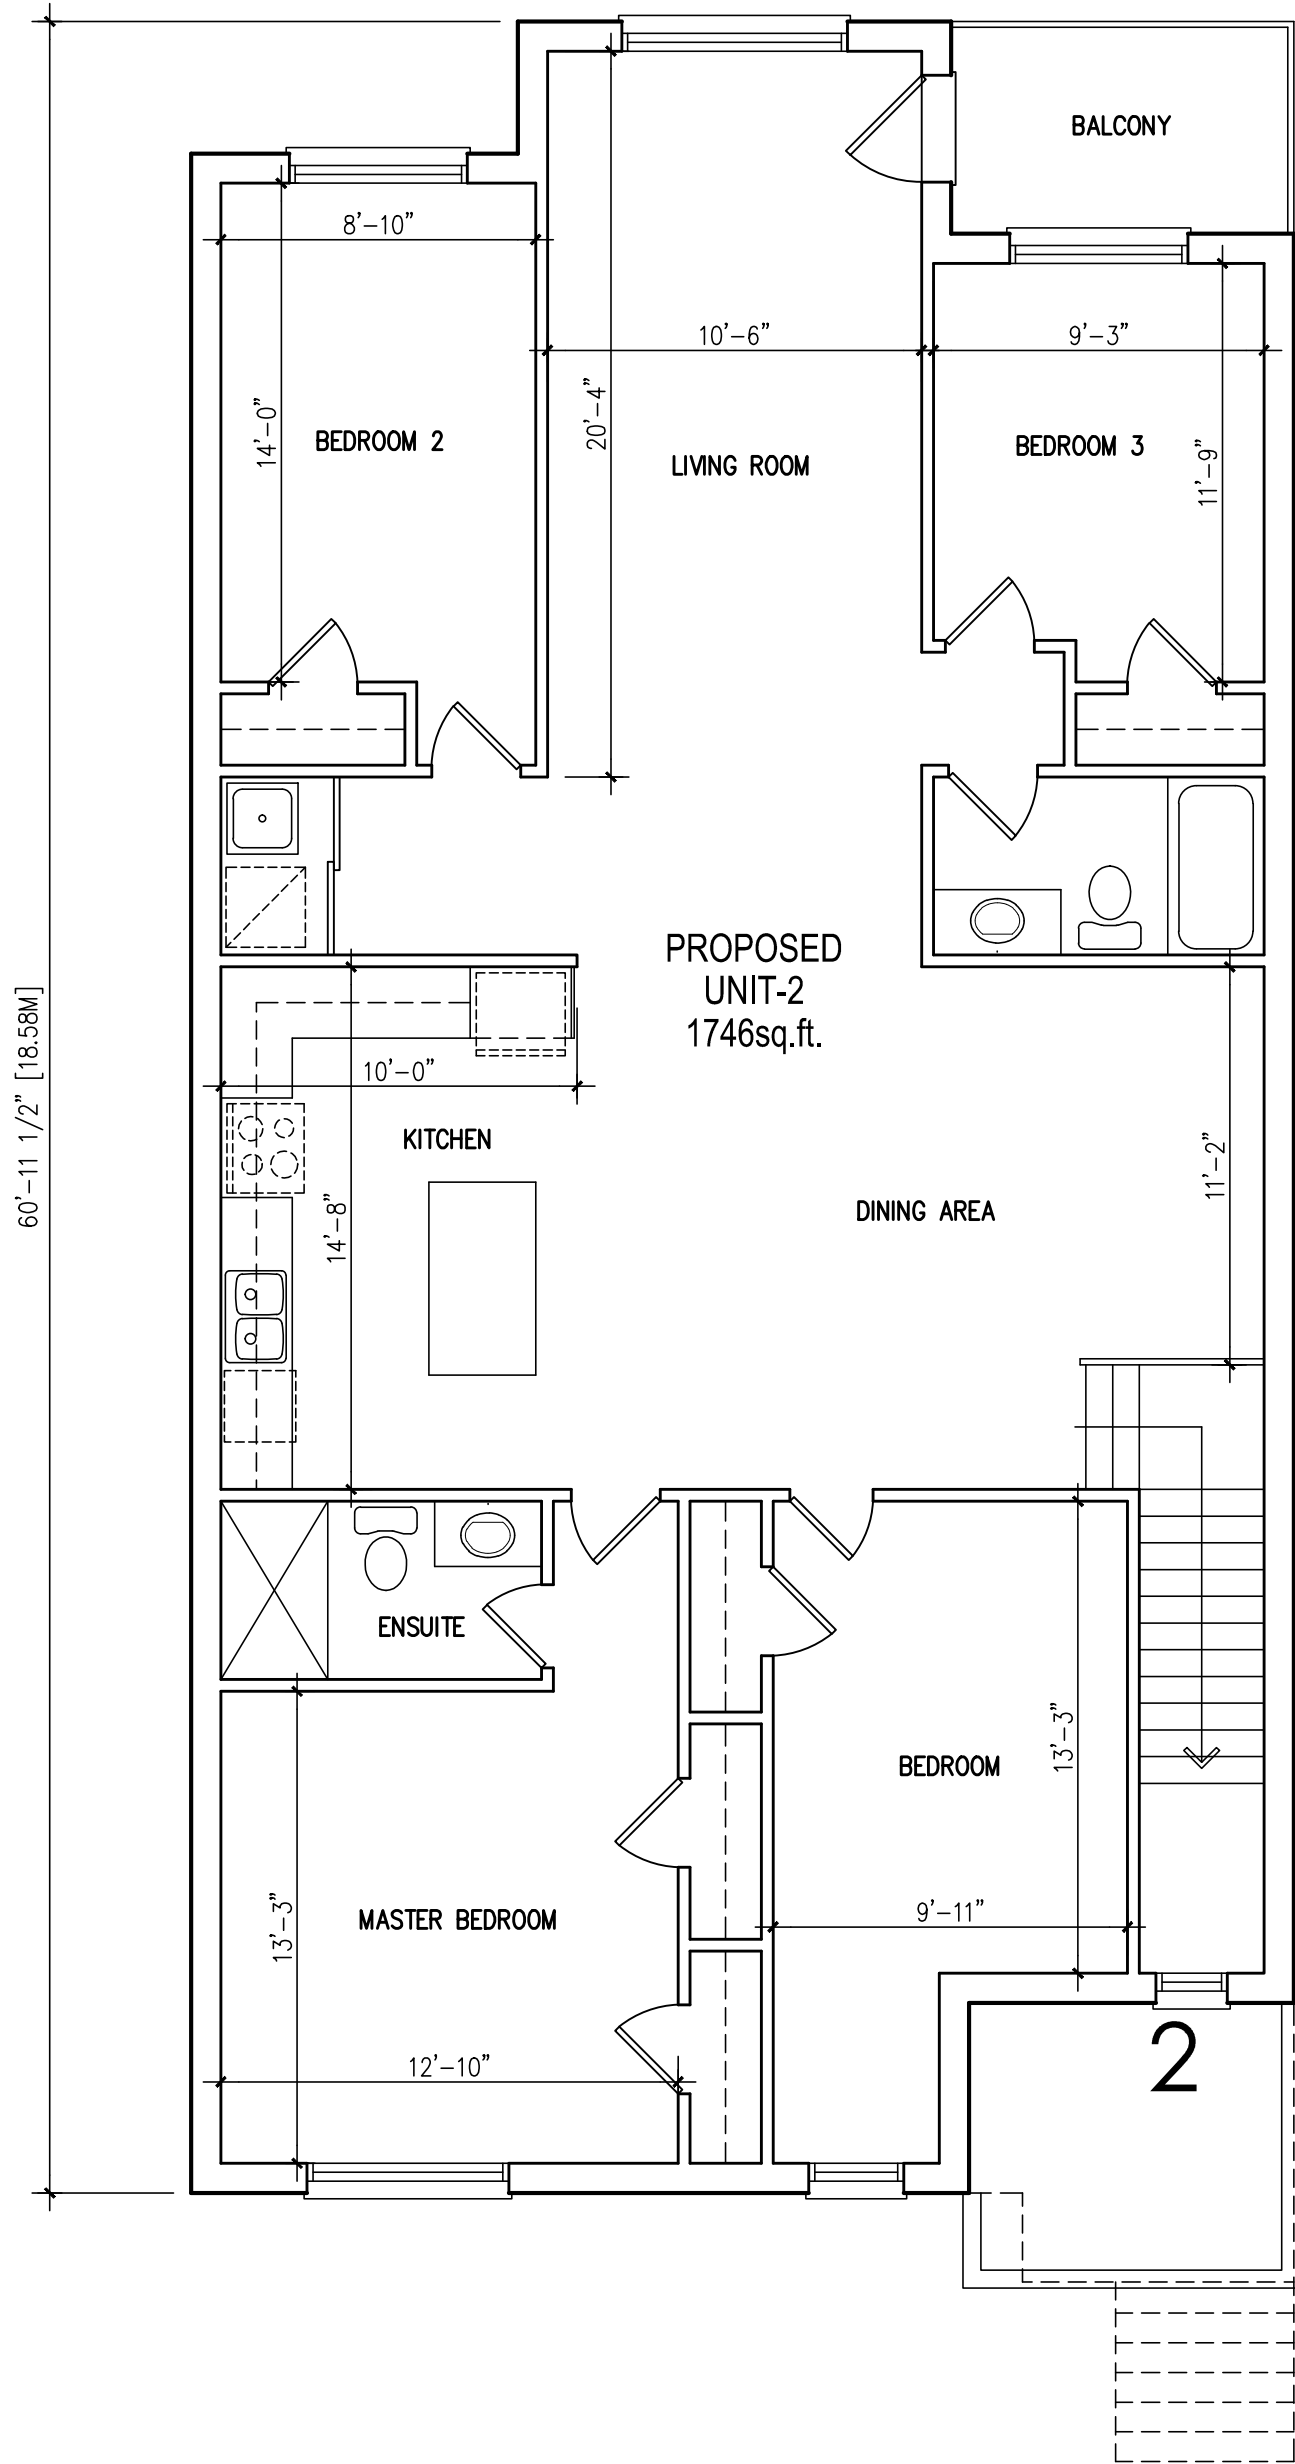 BALCONY
8'-10"
10'-6"
9'-3"
14'-0"
BEDROOM 2
20'-4"
LIVING ROOM
BEDROOM 3
11'-9"
PROPOSED
UNIT-2
1746sq.ft.
60'-11 1/2" [18.58M]
10'-0"
KITCHEN
14'-8"
DINING AREA
11'-2"
ENSUITE
13'-3"
BEDROOM
13'-3"
MASTER BEDROOM
9'-11"
12'-10"
2